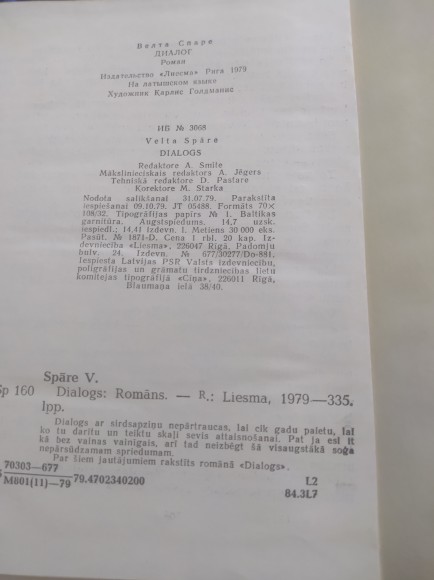 Велта Спаре
ДИАЛОГ
Роман
Издательство «Лиесма» Рига 1979
На латышском языке
Художник Карлис Голдманис
ИБ № 3068
Velta Spāre
DIALOGS
Redaktore A. Smile
Mākslinieciskais redaktors A. Jēgers
Tehniskā redaktore D. Pastare
Korektore M. Starka
Nodota salikšanai 31.07.79. Parakstīta
iespiešanai 09.10.79. JT 05488. Formāts 70×
108/32. Tipogrāfijas papīrs № 1. Baltikas
garnitūra. Augstspiedums. 14,7 uzsk.
iespiedl.; 14,41 izdevn. l. Metiens 30 000 eks.
Pasūt. № 1871-D. Cena 1 rbl. 20 kap. Iz-
devniecība «Liesma», 226047 Rīgā, Padomju
bulv. 24. Izdevn. № 677/30277/Do-881.
Iespiesta Latvijas PSR Valsts izdevniecību,
poligrāfijas un grāmatu tirdzniecības lietu
komitejas tipogrāfijā «Cīņa», 226011 Rīgā,
Blaumaņa ielā 38/40.
Spāre V.
Sp 160 Dialogs: Romāns. — R.: Liesma, 1979—335.
lpp.
Dialogs ar sirdsapziņu nepārtraucas, lai cik gadu paietu, lai
ko tu darītu un teiktu skaļi sevis attaisnošanai. Pat ja esi it
kā bez vainas vainīgais, arī tad neizbēgt šā visaugstākā soģa
nepārsūdzamam spriedumam.
Par šiem jautājumiem rakstīts romānā «Dialogs».
70303—677
M801(11)—79 79.4702340200 L2
84.3L7